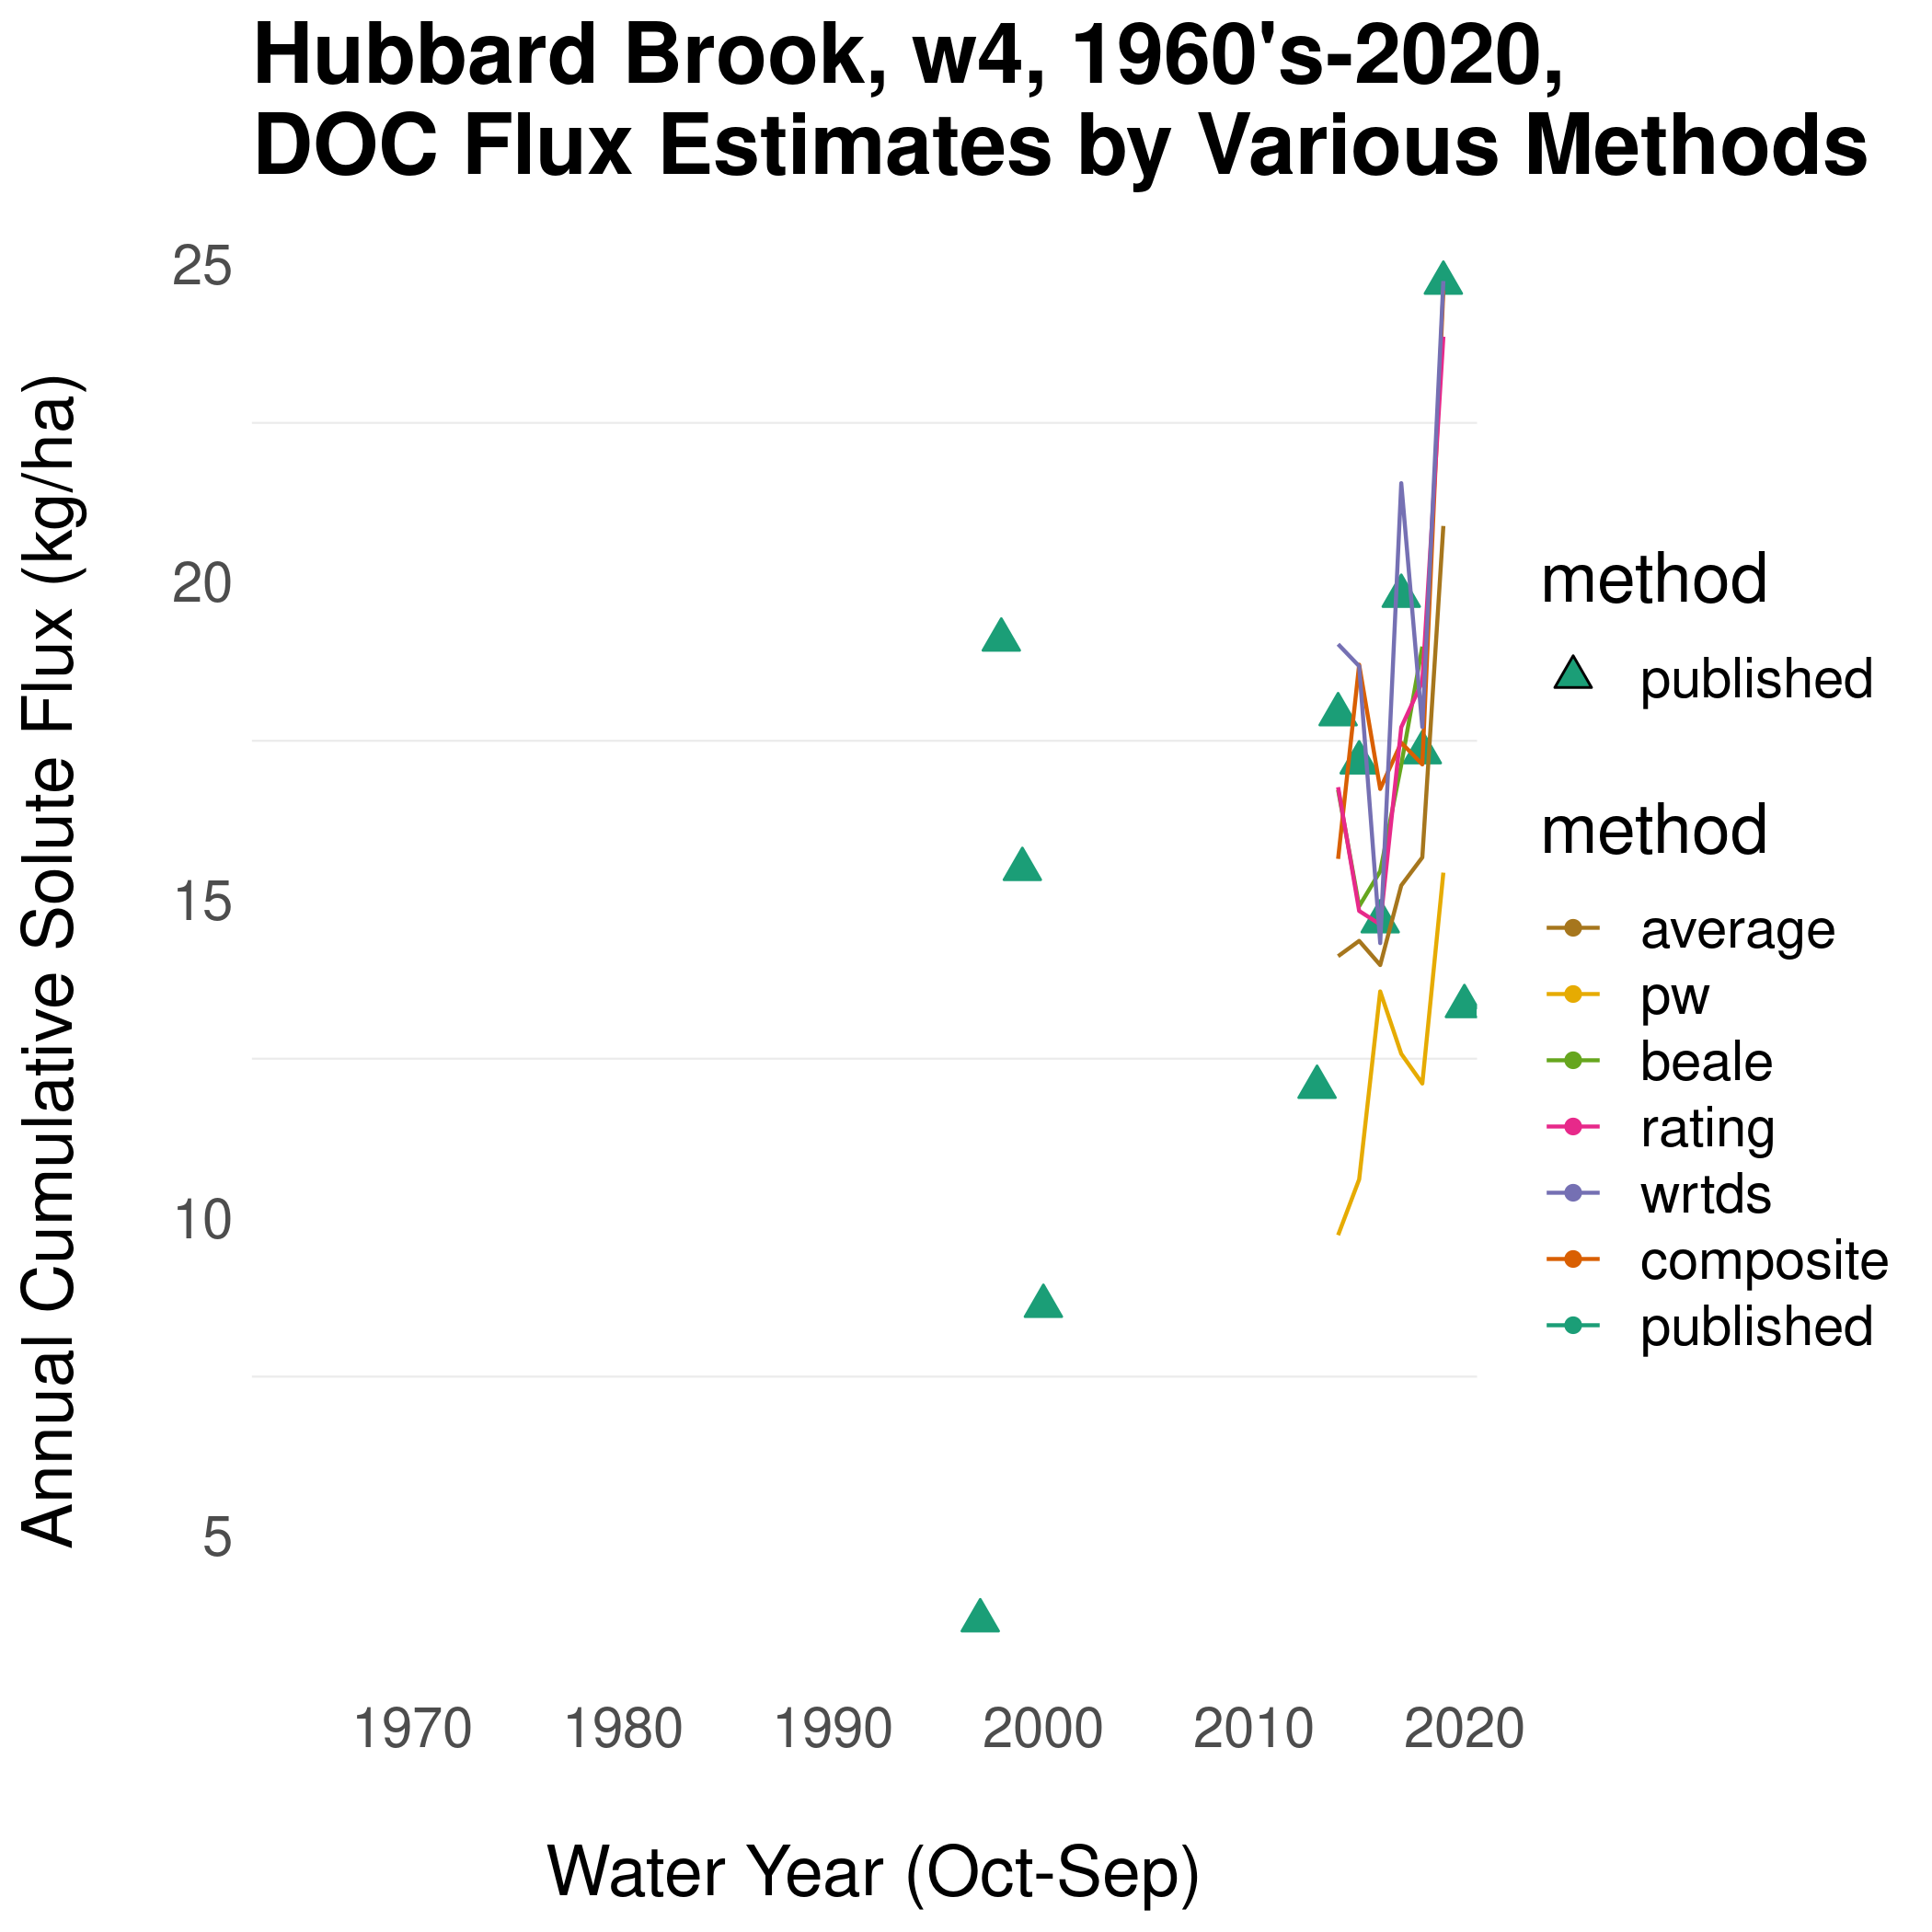 Hubbard Brook, w4, 1960's-2020,
DOC Flux Estimates by Various Methods
Annual Cumulative Solute Flux (kg/ha)
25
20
15
10
5
1970 1980 1990 2000 2010 2020
Water Year (Oct-Sep)
method
published
method
average
pw
beale
rating
wrtds
composite
published